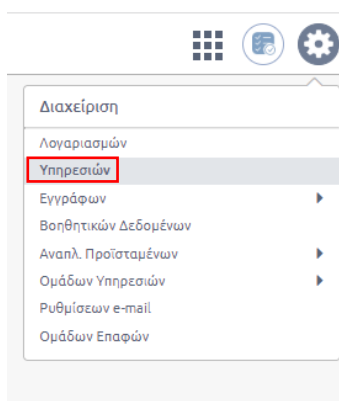 Διαχείριση
Λογαριασμών
Υπηρεσιών
Εγγράφων
Βοηθητικών Δεδομένων
Αναπλ. Προϊσταμένων
Ομάδων Υπηρεσιών
Ρυθμίσεων e-mail
Ομάδων Επαφών